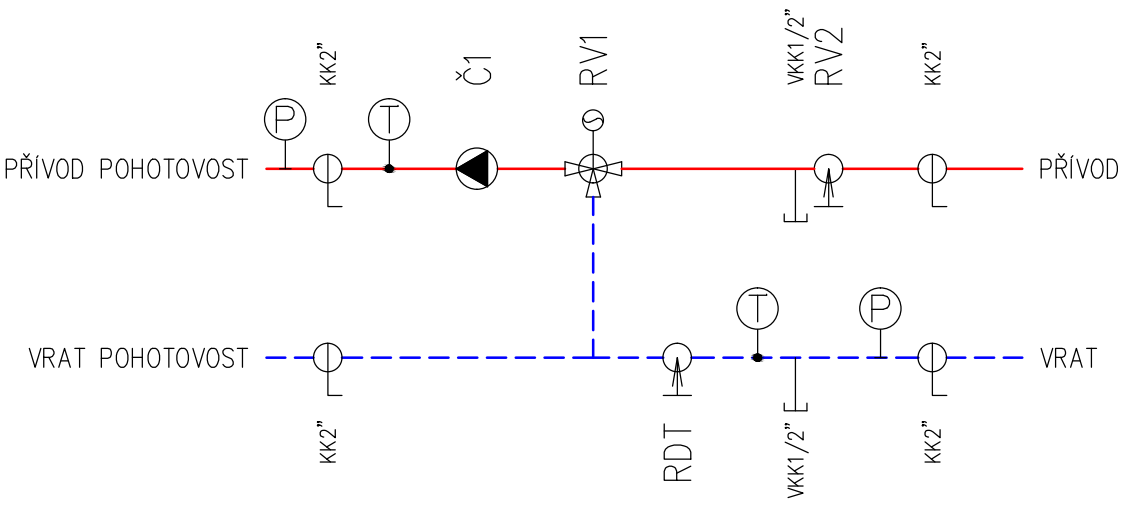 KK2”
Č1
RV1
VKK1/2”
RV2
KK2”
P
T
PŘÍVOD POHOTOVOST
PŘÍVOD
T
P
VRAT POHOTOVOST
VRAT
KK2”
RDT
VKK1/2”
KK2”